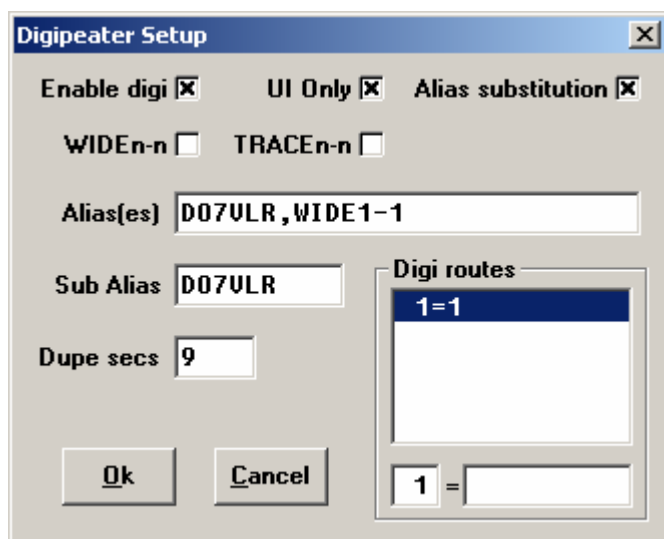 Digipeater Setup
Enable digi UI Only Alias substitution
WIDEn-n TRACEn-n
Alias(es) DO7VLR,WIDE1-1
Sub Alias DO7VLR
Digi routes
1=1
Dupe secs 9
Ok Cancel
1 =